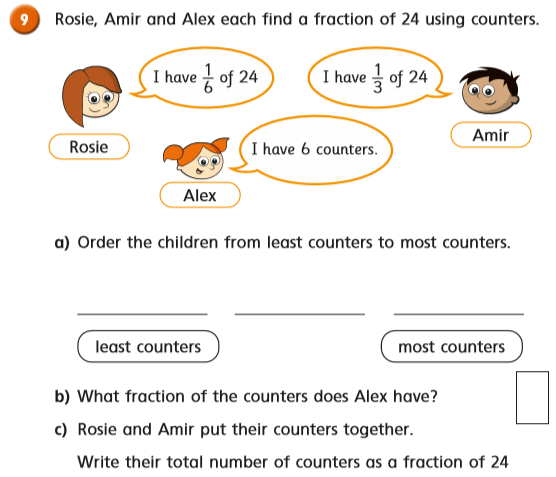 9 Rosie, Amir and Alex each find a fraction of 24 using counters.
I have 1/6 of 24
I have 1/3 of 24
Rosie
I have 6 counters.
Amir
Alex
a) Order the children from least counters to most counters.
least counters
most counters
b) What fraction of the counters does Alex have?
c) Rosie and Amir put their counters together.
Write their total number of counters as a fraction of 24